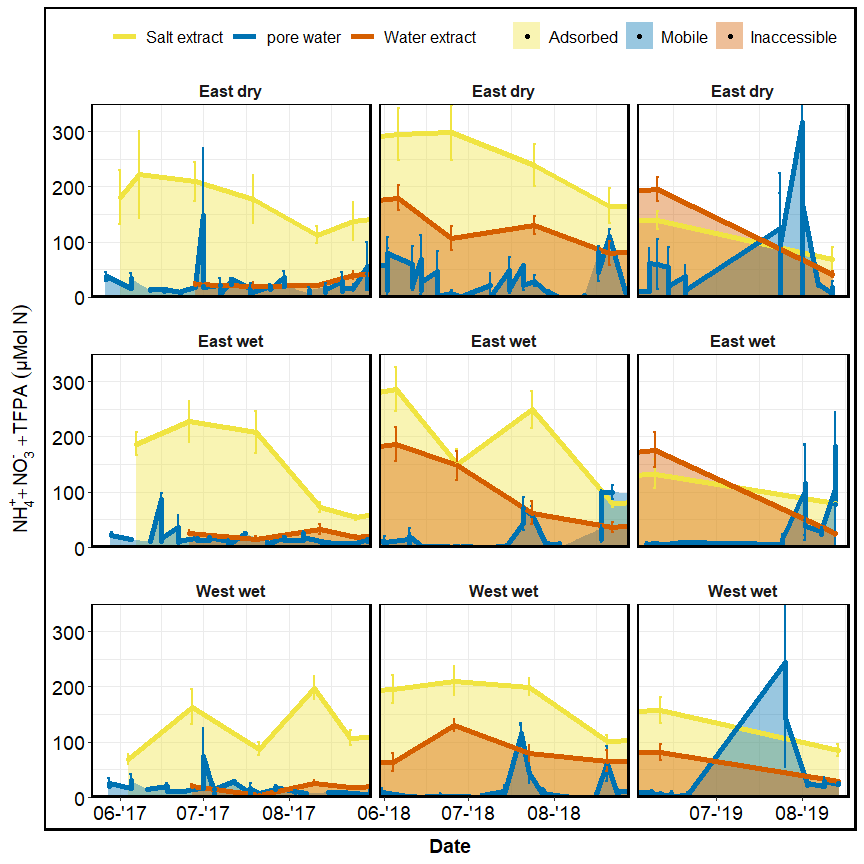 Salt extract pore water Water extract Adsorbed Mobile Inaccessible
East dry East dry East dry
300
200
100
0
East wet East wet East wet
300
200
100
0
West wet West wet West wet
300
200
100
0
06-'17 07-'17 08-'17 06-'18 07-'18 08-'18 07-'19 08-'19
Date
NH₄⁺ + NO₃⁻ + TFPA (µMol N)